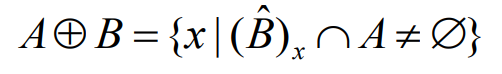 A ⊕ B = {x | (B̂)ₓ ∩ A ≠ ∅}